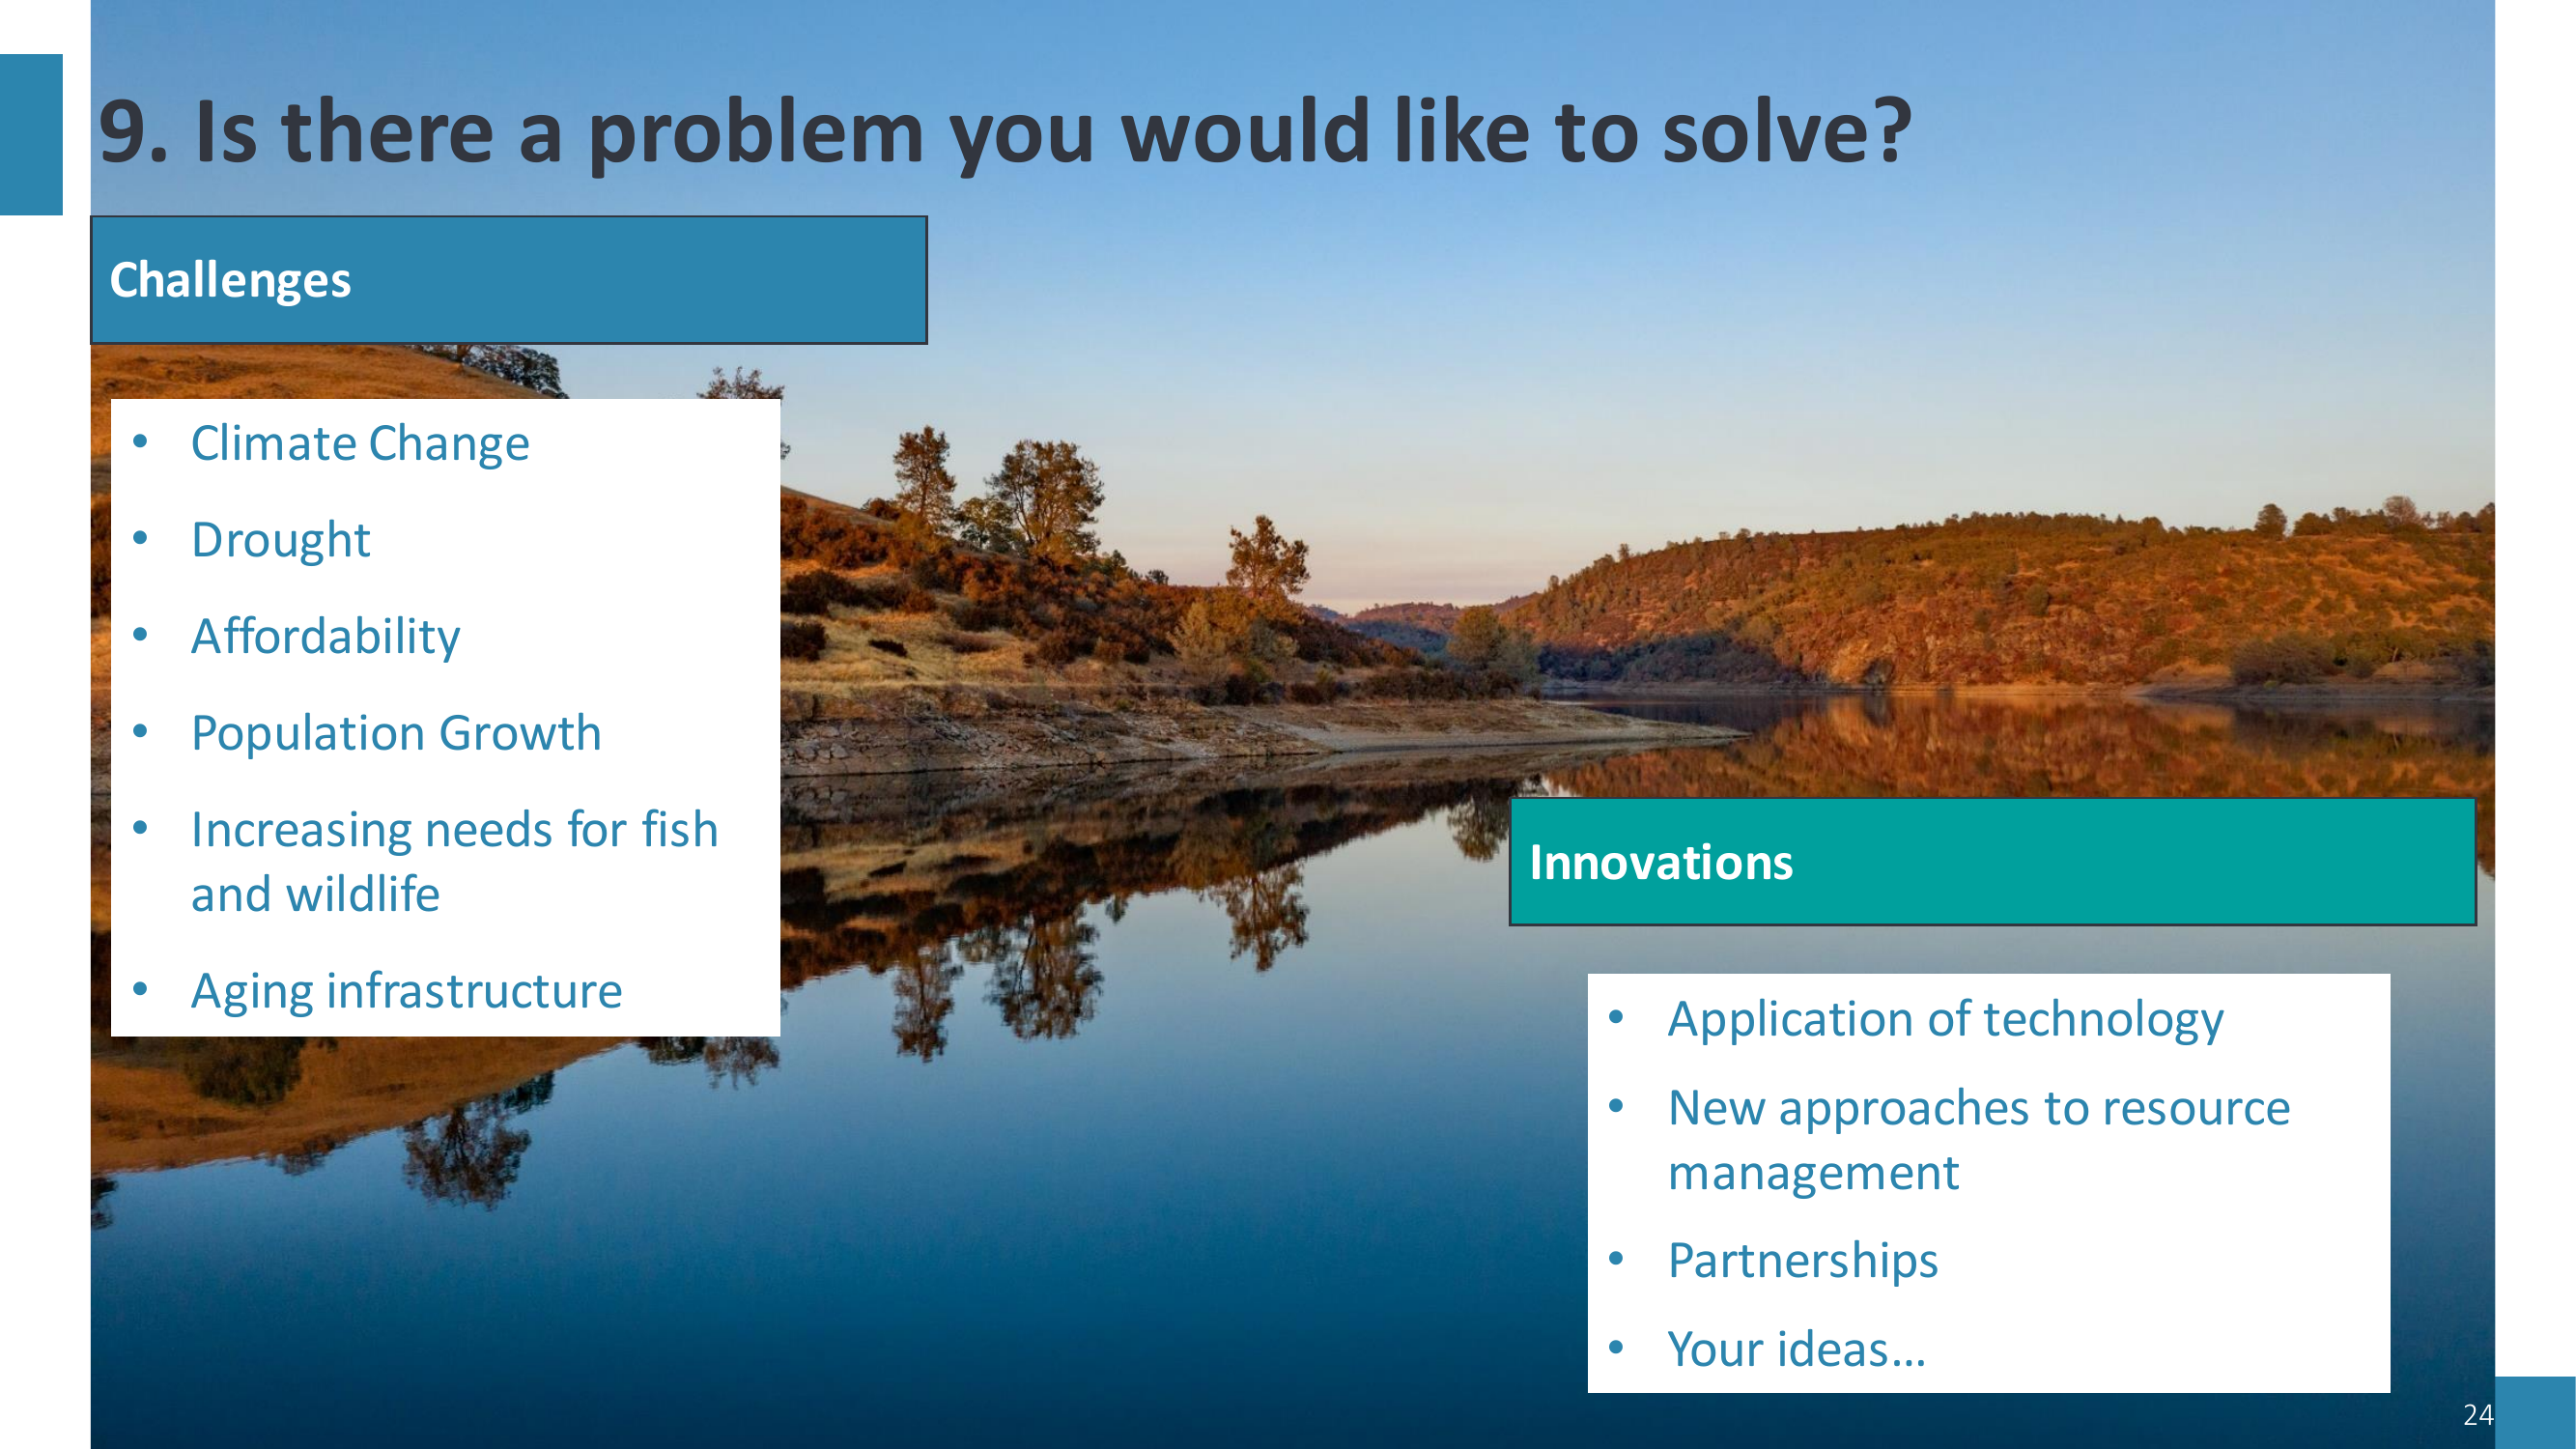 9. Is there a problem you would like to solve?
Challenges
• Climate Change
• Drought
• Affordability
• Population Growth
• Increasing needs for fish
and wildlife
• Aging infrastructure
Innovations
• Application of technology
• New approaches to resource
management
• Partnerships
• Your ideas...
24